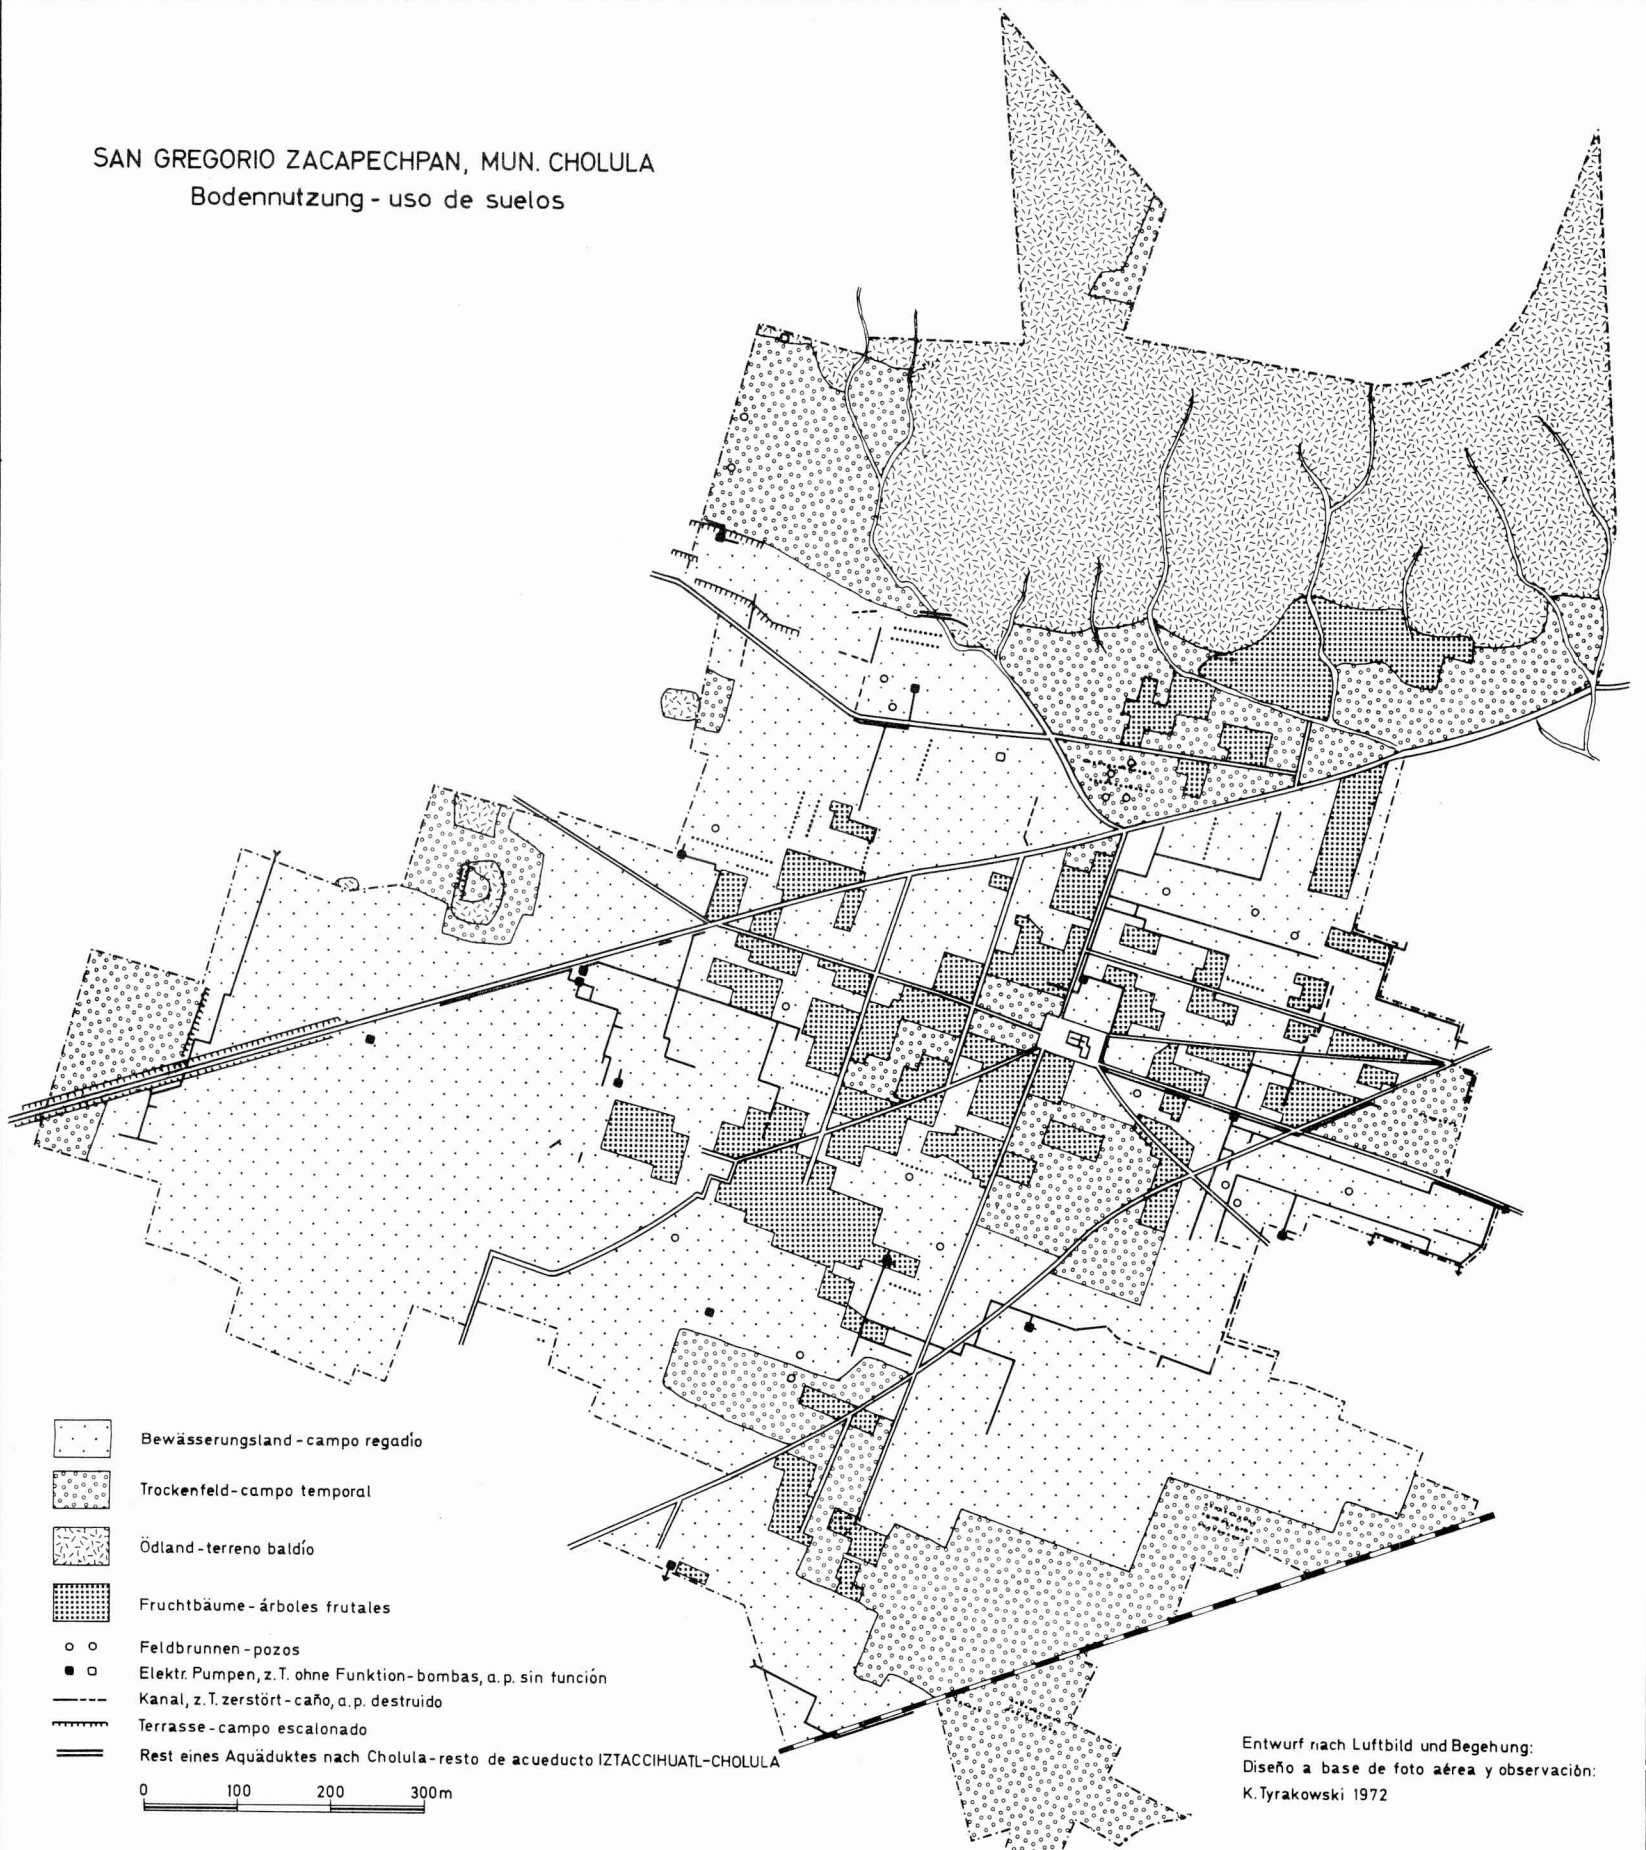 SAN GREGORIO ZACAPECHPAN, MUN. CHOLULA
Bodennutzung - uso de suelos
Bewässerungsland - campo regadío
Trockenfeld - campo temporal
Ödland - terreno baldío
Fruchtbäume - árboles frutales
Feldbrunnen - pozos
Elektr. Pumpen, z.T. ohne Funktion - bombas, a.p. sin función
Kanal, z.T. zerstört - caño, a.p. destruido
Terrasse - campo escalonado
Rest eines Aquäduktes nach Cholula - resto de acueducto IZTACCIHUATL-CHOLULA
0 100 200 300m
Entwurf nach Luftbild und Begehung:
Diseño a base de foto aérea y observación:
K. Tyrakowski 1972